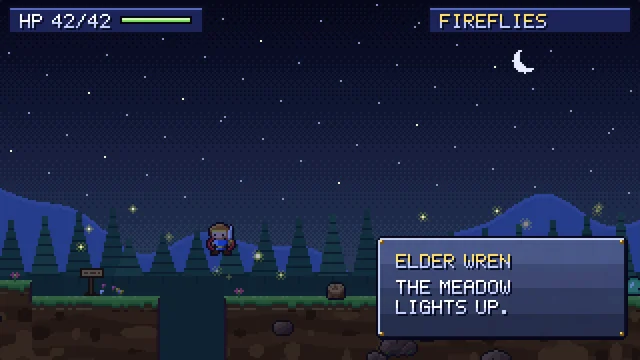 HP 42/42
FIREFLIES
ELDER WREN
THE MEADOW
LIGHTS UP.